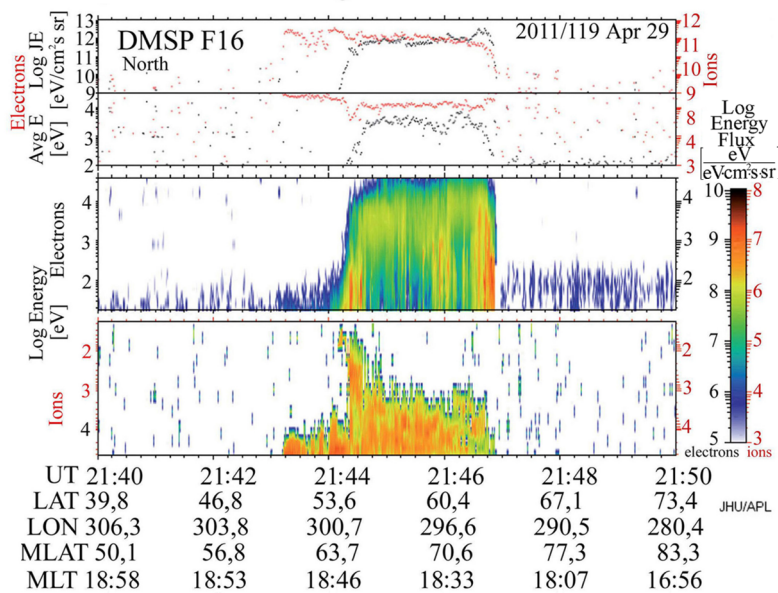 DMSP F16
2011/119 Apr 29
North
Electrons
Log JE
[eV/cm²s sr]
13
12
11
10
9
12
11
10
9
Ions
Avg E
[eV]
4
3
2
8
6
4
3
Log
Energy
Flux
[eV
eVcm²s·sr]
Log Energy
[eV]
Electrons
4
3
2
4
3
2
Ions
2
3
4
2
3
4
10
9
8
7
6
5
8
7
6
5
4
3
electrons ions
UT 21:40 21:42 21:44 21:46 21:48 21:50
LAT 39,8 46,8 53,6 60,4 67,1 73,4
JHU/APL
LON 306,3 303,8 300,7 296,6 290,5 280,4
MLAT 50,1 56,8 63,7 70,6 77,3 83,3
MLT 18:58 18:53 18:46 18:33 18:07 16:56